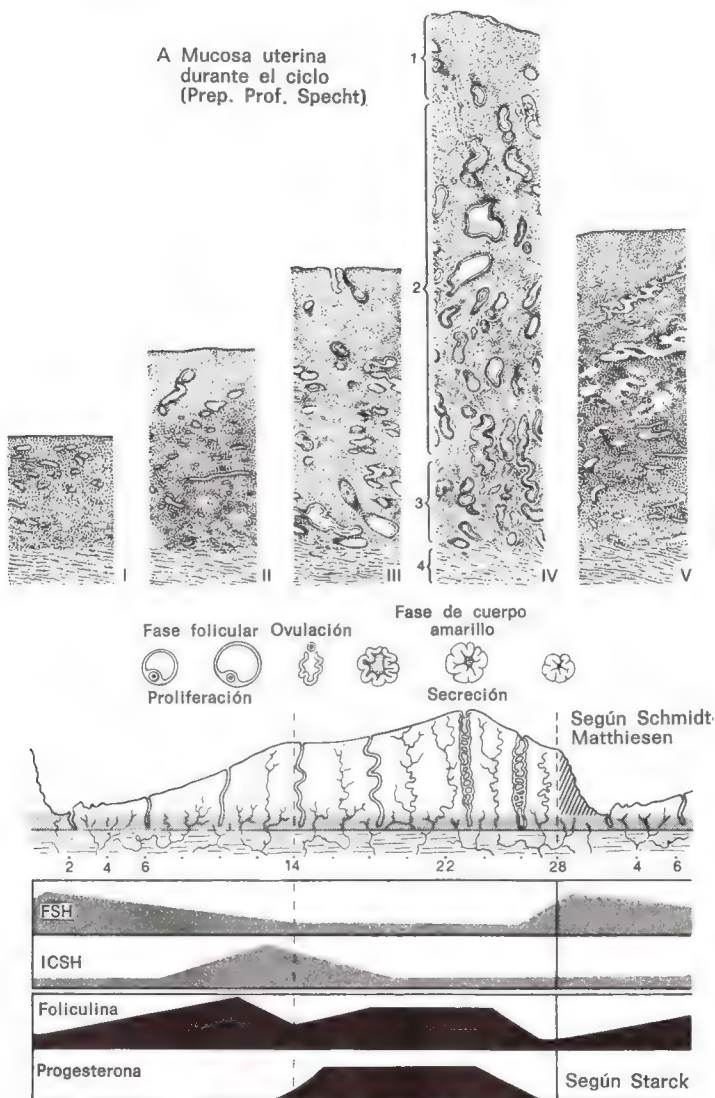 A Mucosa uterina
durante el ciclo
(Prep. Prof. Specht)
1
2
3
4
I
II
III
IV
V
Fase folicular
Ovulación
Fase de cuerpo
amarillo
Proliferación
Secreción
Según Schmidt-
Matthiesen
2 4 6 14 22 28 4 6
FSH
ICSH
Foliculina
Progesterona
Según Starck